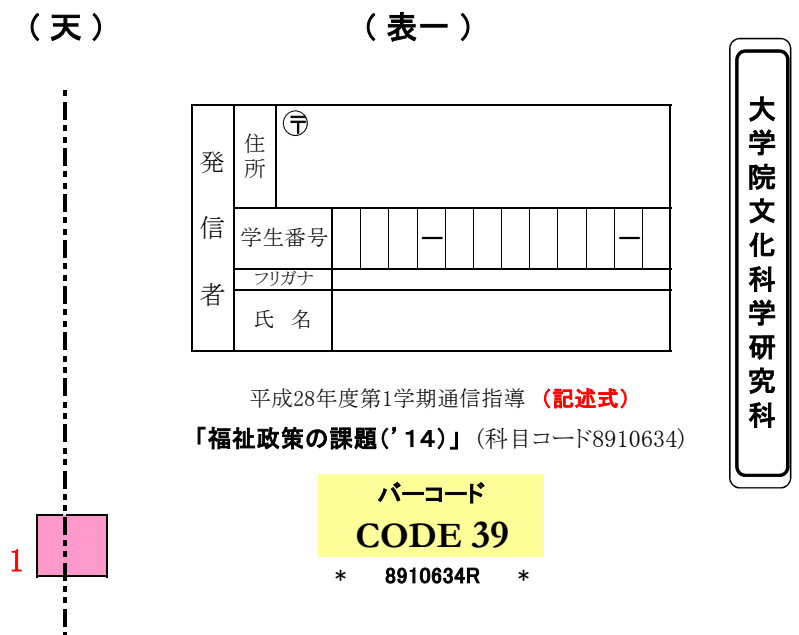 (天)
(表一)
大学院文化科学研究科
発信者
住所
〒
学生番号
ー
ー
フリガナ
氏 名
平成28年度第1学期通信指導 (記述式)
「福祉政策の課題(’14)」(科目コード8910634)
バーコード
CODE 39
* 8910634R *
1